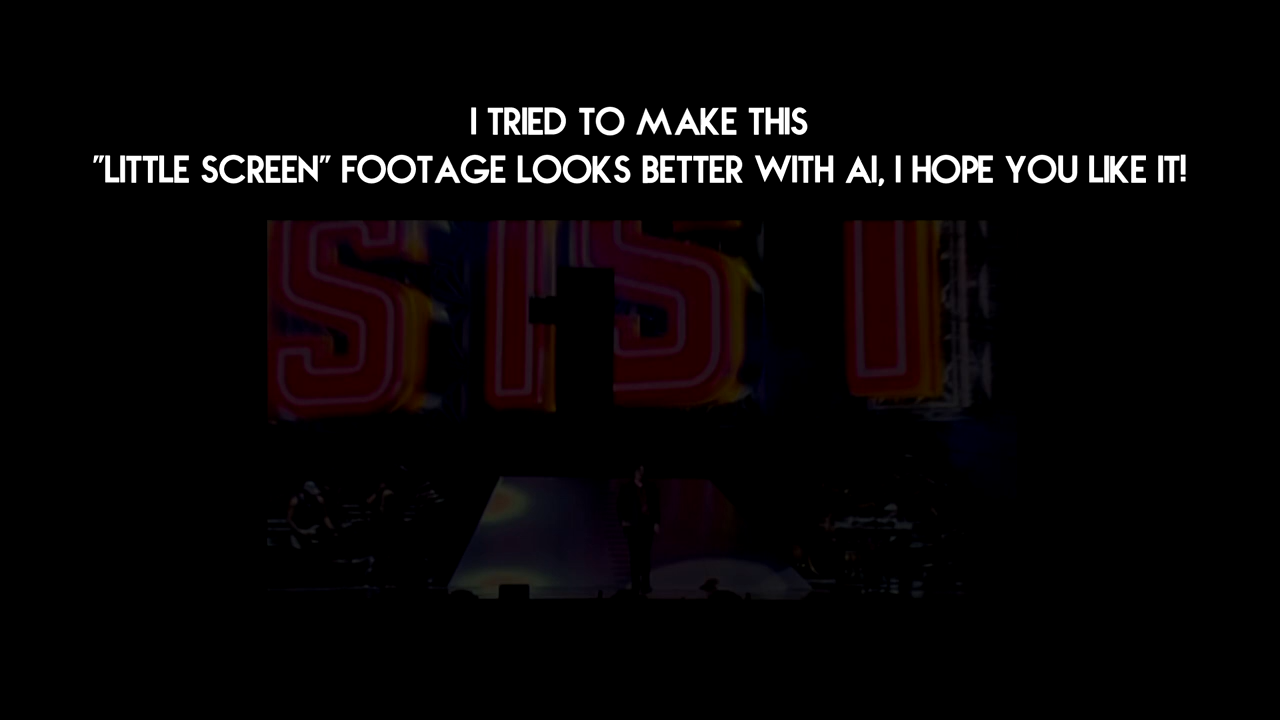 I TRIED TO MAKE THIS
"LITTLE SCREEN" FOOTAGE LOOKS BETTER WITH AI, I HOPE YOU LIKE IT!
S I S I